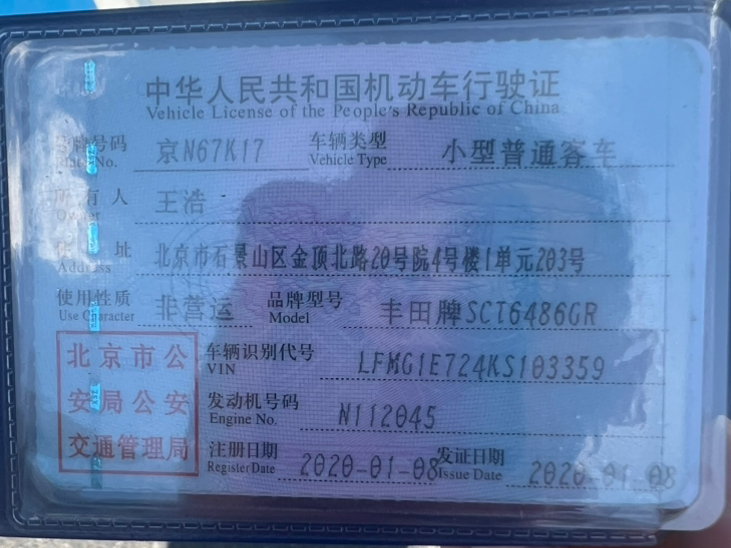 中华人民共和国机动车行驶证
Vehicle License of the People's Republic of China
号牌号码 京N67K17 车辆类型 小型普通客车
Plate No. Vehicle Type
所有人 王浩
Owner
住址 北京市石景山区金顶北路20号院4号楼1单元203号
Address
使用性质 非营运 品牌型号 丰田牌SCT6486GR
Use Character Model
北京市公
安局公安
交通管理局
车辆识别代号 LFMG1E724KS103359
VIN
发动机号码 N112045
Engine No.
注册日期 2020-01-08 发证日期 2020-01-08
Register Date Issue Date